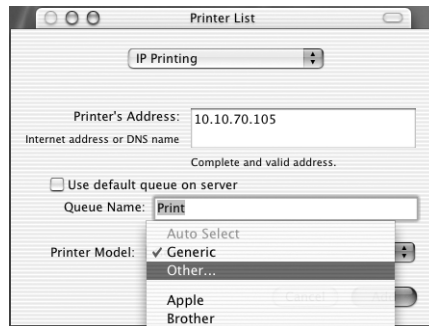 Printer List
IP Printing
Printer's Address: 10.10.70.105
Internet address or DNS name
Complete and valid address.
Use default queue on server
Queue Name: Print
Auto Select
Printer Model: ✓ Generic
Other...
Apple
Cancel Add
Brother